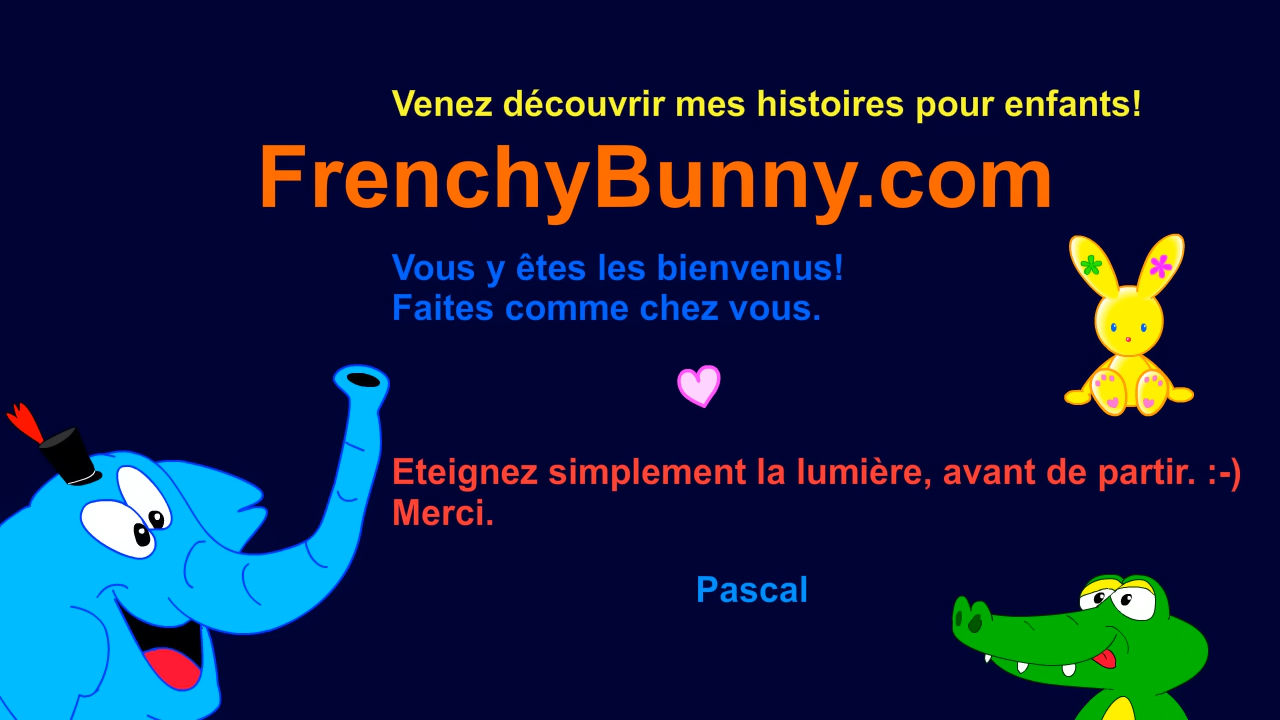 Venez découvrir mes histoires pour enfants!
FrenchyBunny.com
Vous y êtes les bienvenus!
Faites comme chez vous.
Eteignez simplement la lumière, avant de partir. :-)
Merci.
Pascal